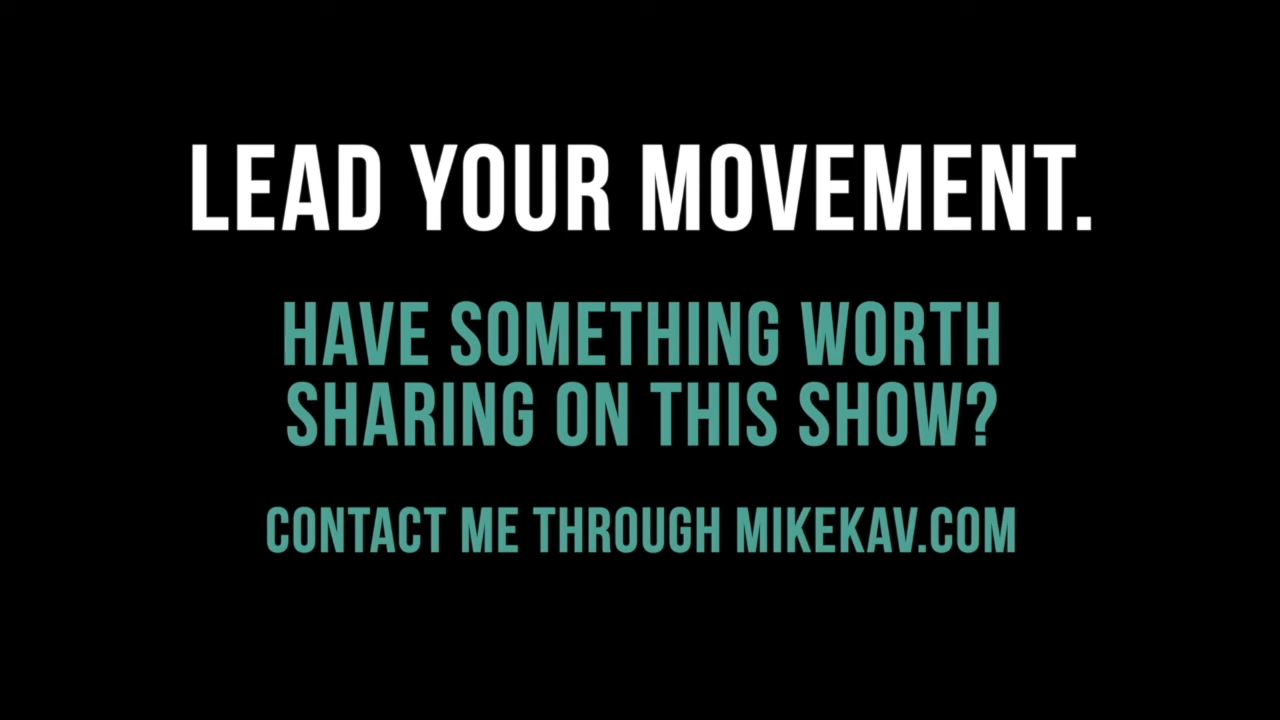 LEAD YOUR MOVEMENT.
HAVE SOMETHING WORTH
SHARING ON THIS SHOW?
CONTACT ME THROUGH MIKEKAV.COM